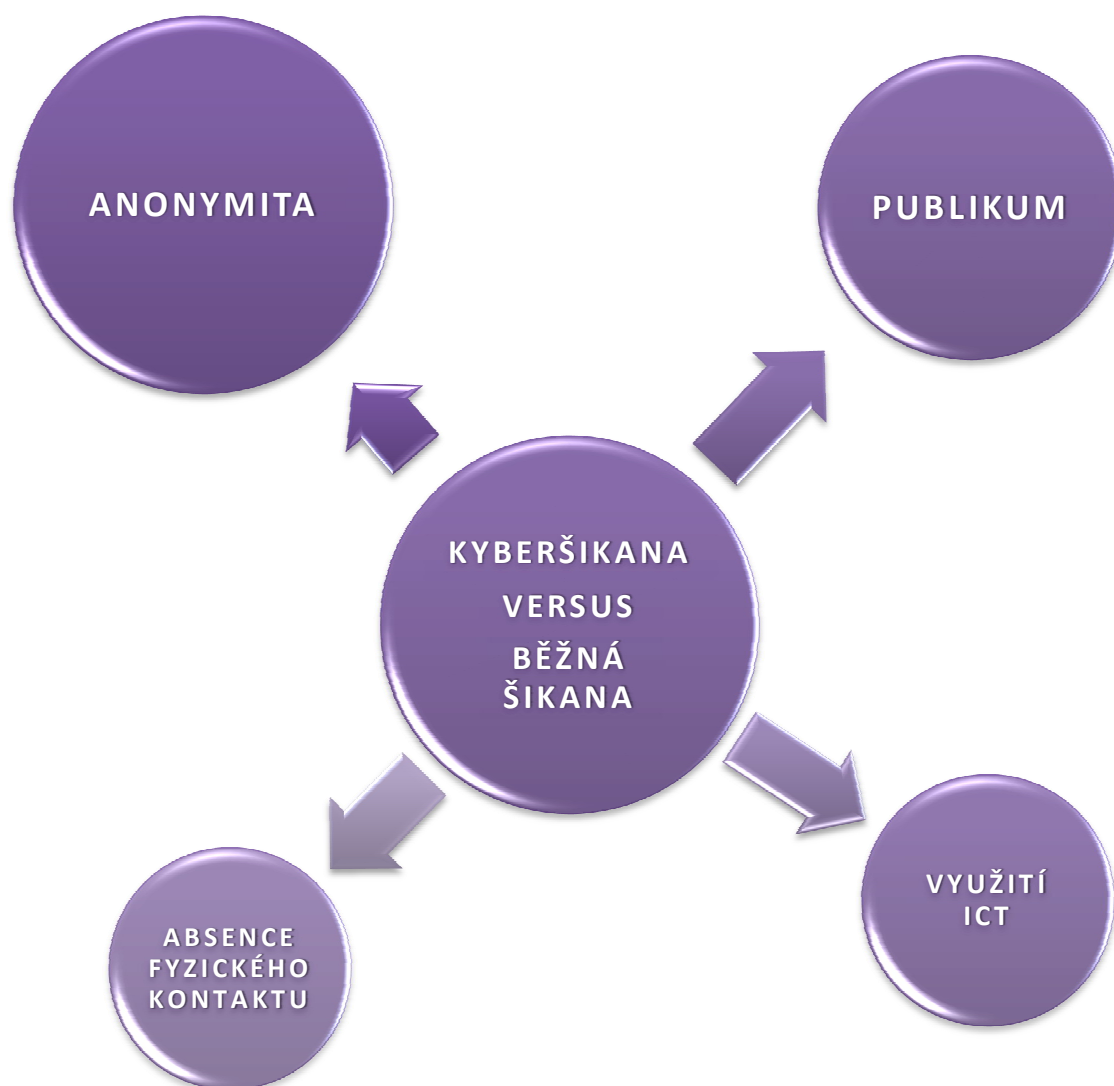 ANONYMITA
PUBLIKUM
KYBERŠIKANA
VERSUS
BĚŽNÁ
ŠIKANA
VYUŽITÍ
ICT
ABSENCE
FYZICKÉHO
KONTAKTU